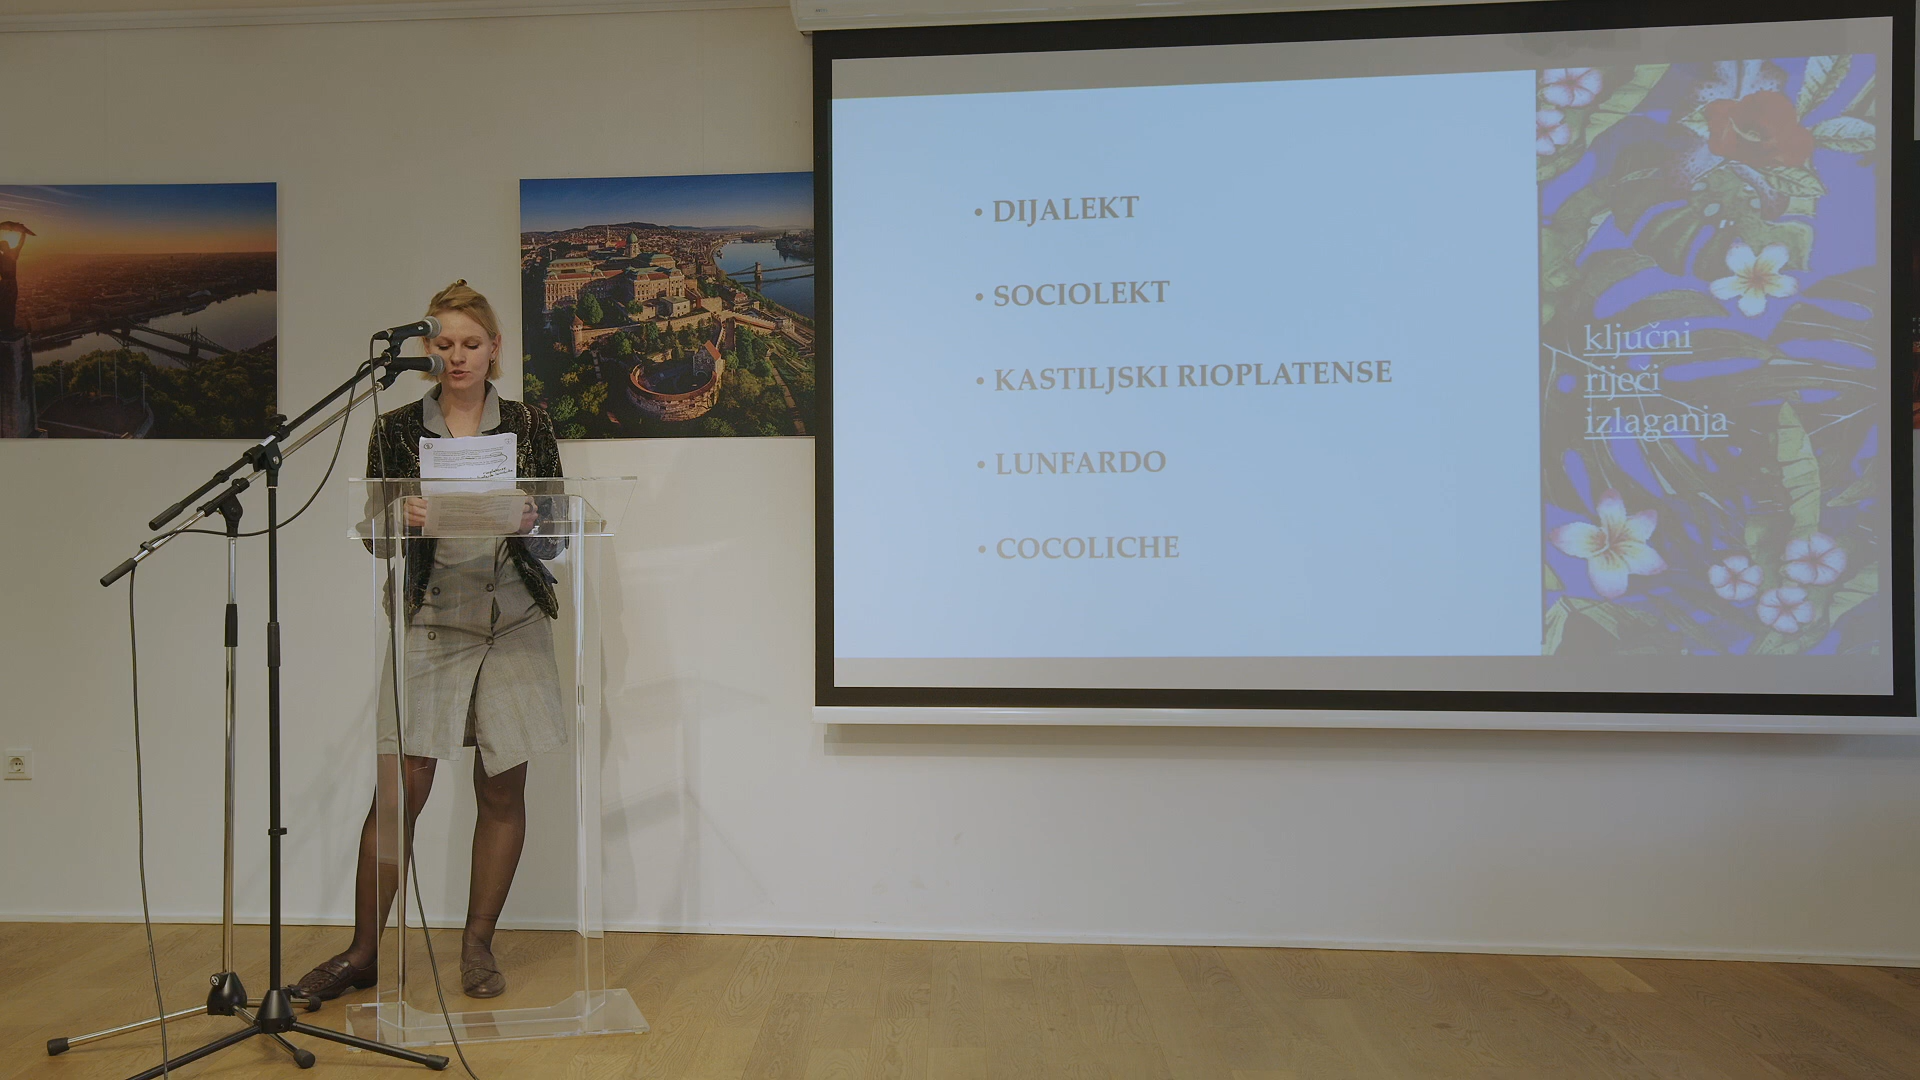 • DIJALEKT
• SOCIOLEKT
• KASTILJSKI RIOPLATENSE
• LUNFARDO
• COCOLICHE
ključni
riječi
izlaganja